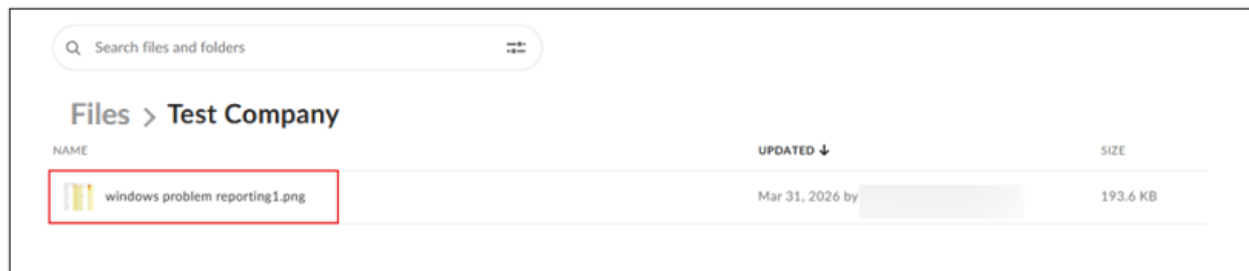 Search files and folders
Files > Test Company
NAME UPDATED ↓ SIZE
windows problem reporting1.png Mar 31, 2026 by 193.6 KB